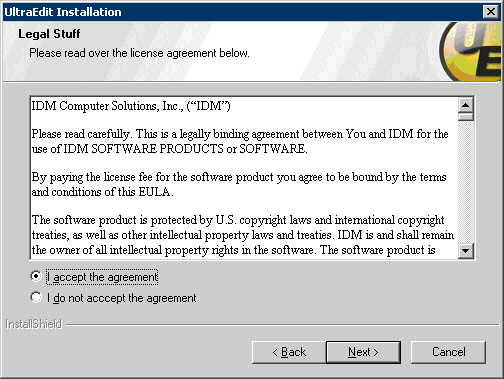 UltraEdit Installation
Legal Stuff
Please read over the license agreement below.
UE
IDM Computer Solutions, Inc., (“IDM”)
Please read carefully. This is a legally binding agreement between You and IDM for the
use of IDM SOFTWARE PRODUCTS or SOFTWARE.
By paying the license fee for the software product you agree to be bound by the terms
and conditions of this EULA.
The software product is protected by U.S. copyright laws and international copyright
treaties, as well as other intellectual property laws and treaties. IDM is and shall remain
the owner of all intellectual property rights in the software. The software product is
I accept the agreement
I do not acccept the agreement
InstallShield
< Back
Next >
Cancel